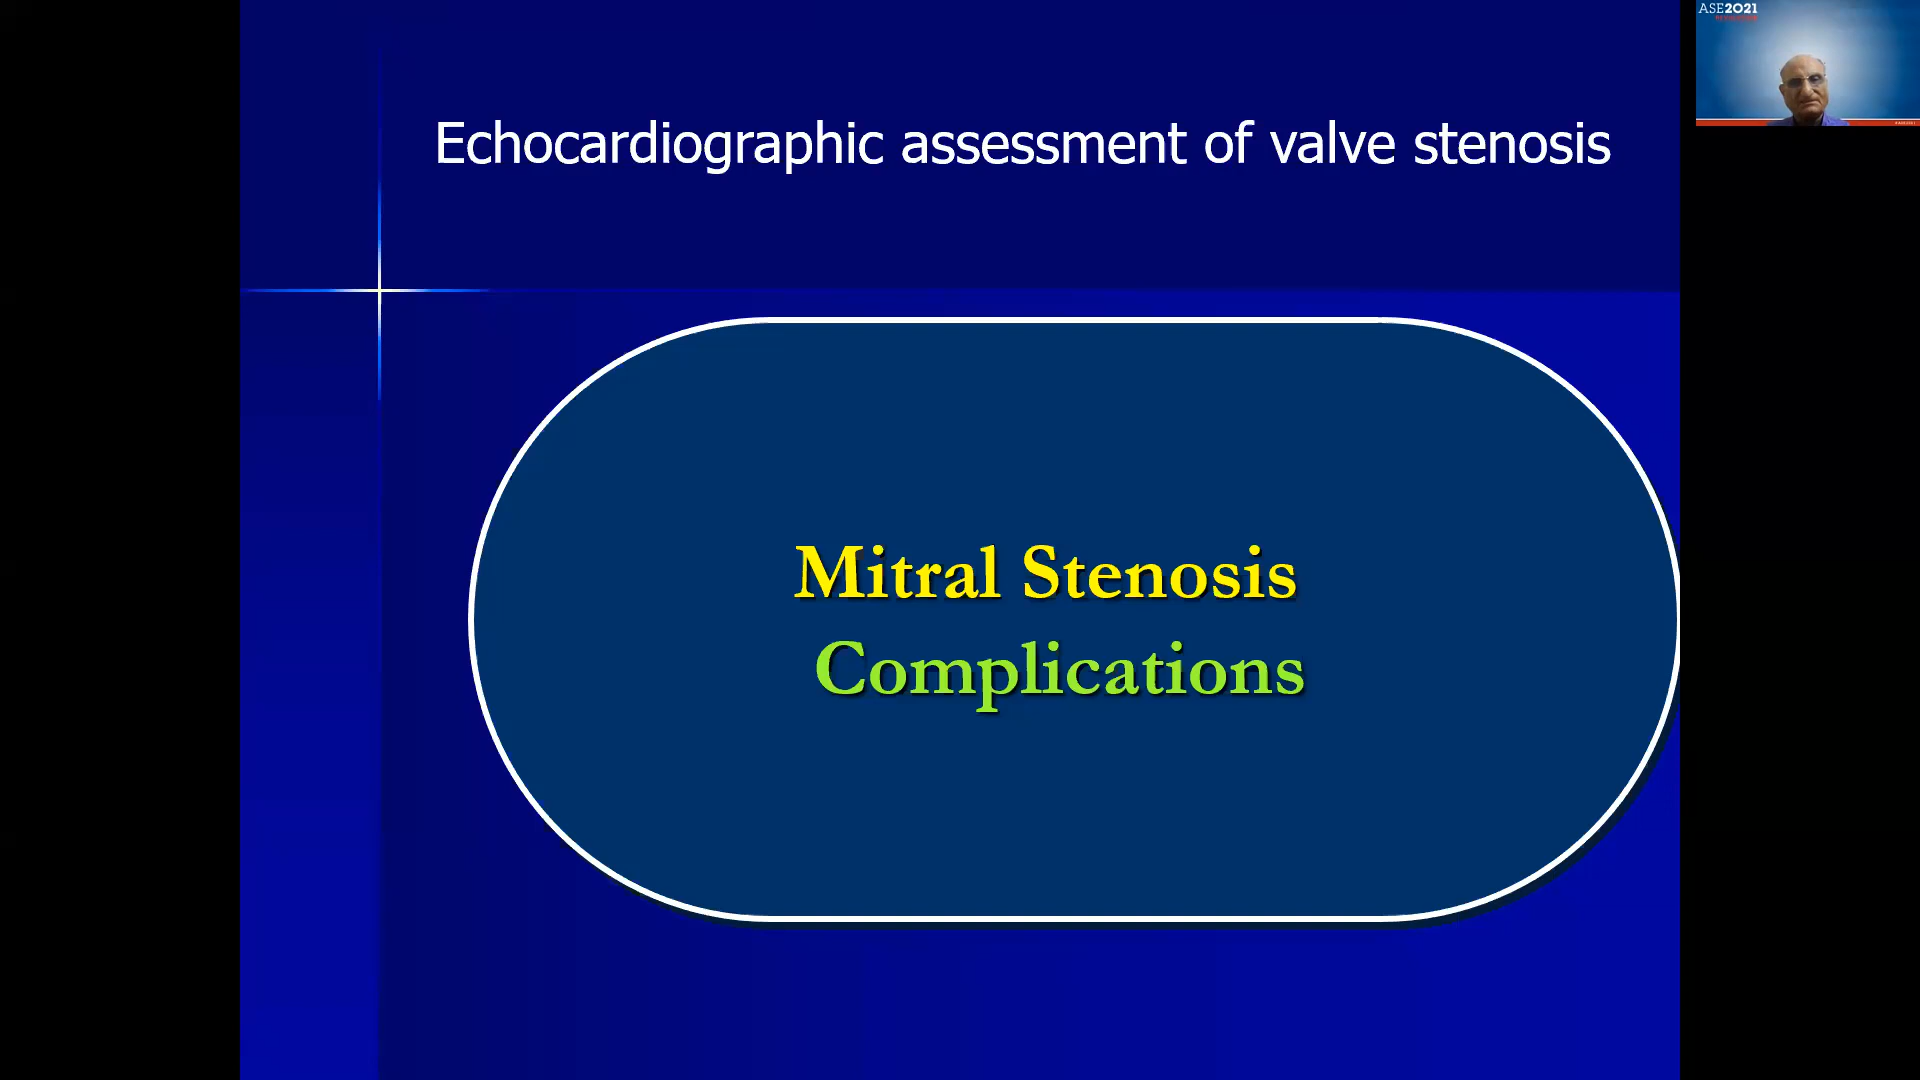 Echocardiographic assessment of valve stenosis
Mitral Stenosis
Complications
ASE2021